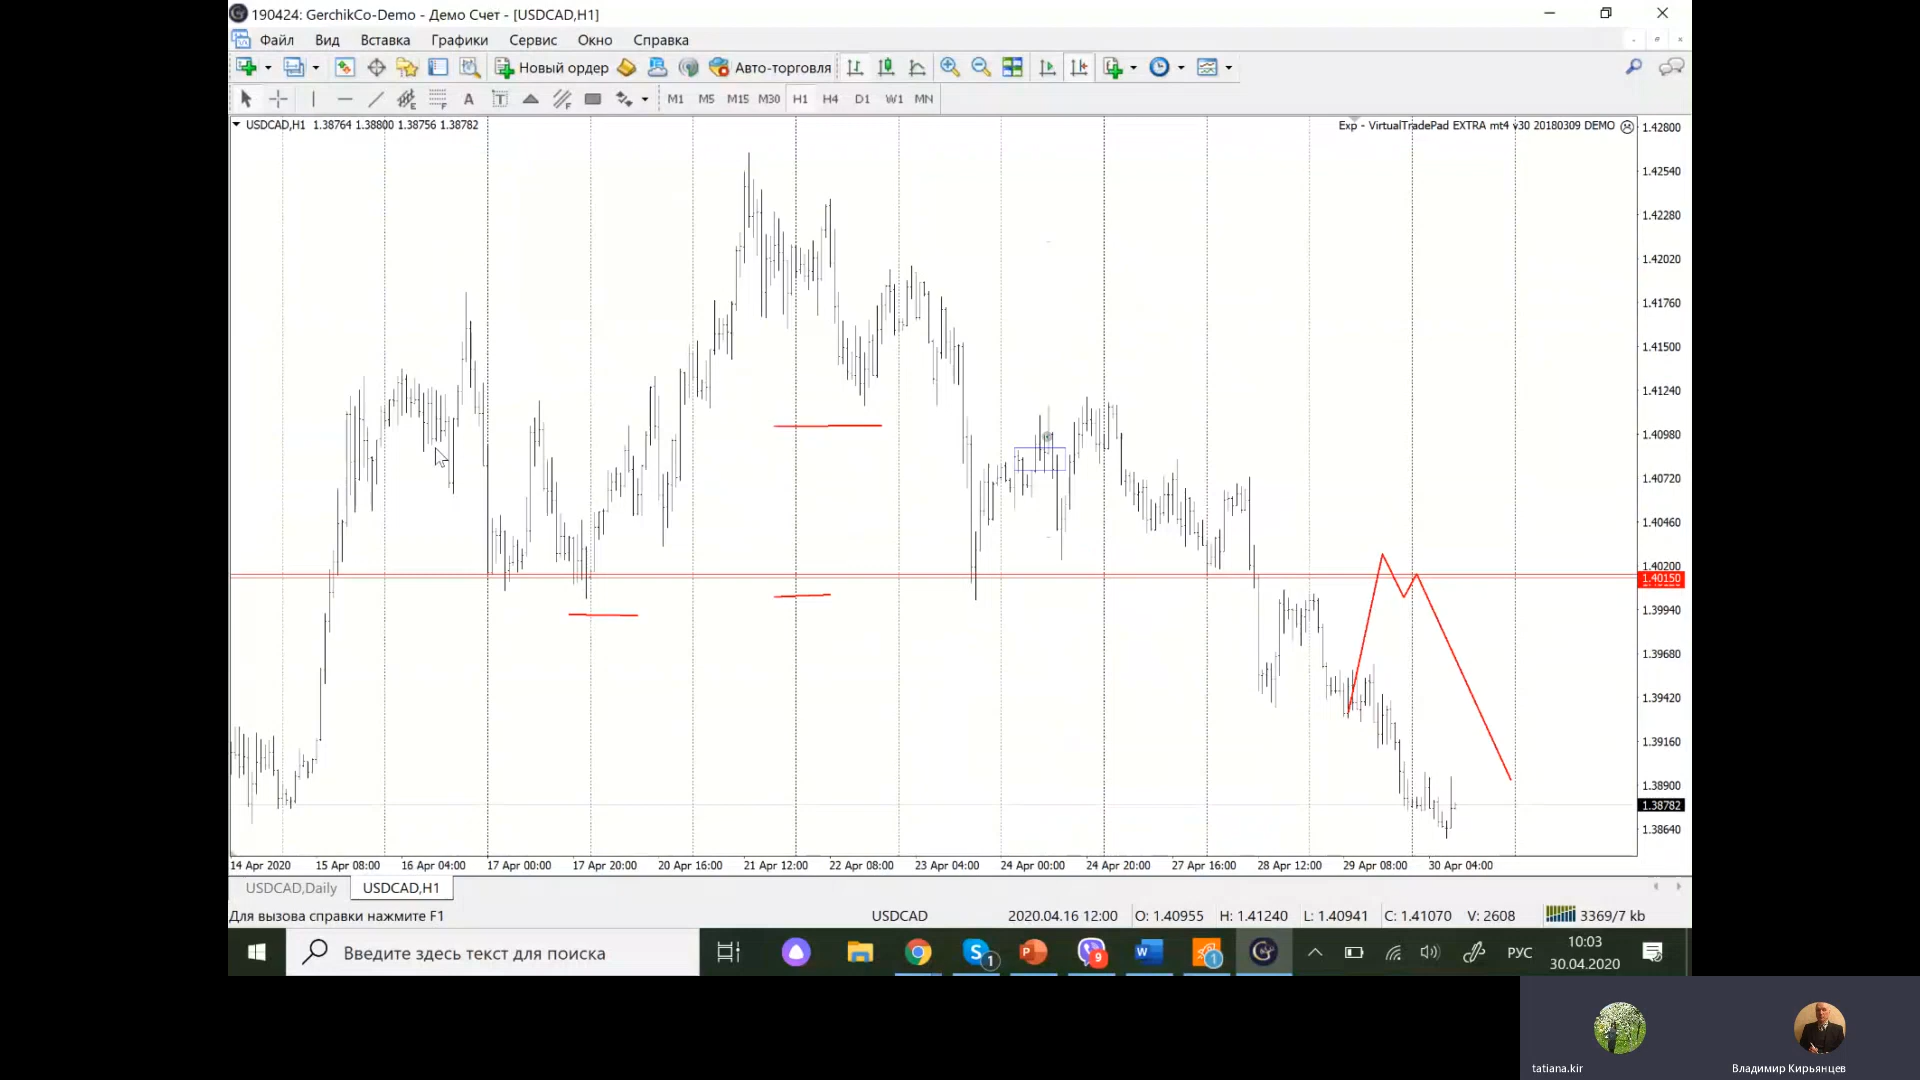 190424: GerchikCo-Demo - Демо Счет - [USDCAD,H1]
Файл Вид Вставка Графики Сервис Окно Справка
Новый ордер Авто-торговля
A T M1 M5 M15 M30 H1 H4 D1 W1 MN
USDCAD,H1 1.38764 1.38800 1.38756 1.38782
Exp - VirtualTradePad EXTRA mt4 v30 20180309 DEMO
1.42800
1.42540
1.42280
1.42020
1.41760
1.41500
1.41240
1.40980
1.40720
1.40460
1.40200
1.40150
1.39940
1.39680
1.39420
1.39160
1.38900
1.38782
1.38640
14 Apr 2020 15 Apr 08:00 16 Apr 04:00 17 Apr 00:00 17 Apr 20:00 20 Apr 16:00 21 Apr 12:00 22 Apr 08:00 23 Apr 04:00 24 Apr 00:00 24 Apr 20:00 27 Apr 16:00 28 Apr 12:00 29 Apr 08:00 30 Apr 04:00
USDCAD,Daily USDCAD,H1
Для вызова справки нажмите F1 USDCAD 2020.04.16 12:00 O: 1.40955 H: 1.41240 L: 1.40941 C: 1.41070 V: 2608 3369/7 kb
Введите здесь текст для поиска
S 1 P 9 W 1
РУС
10:03
30.04.2020
tatiana.kir
Владимир Кирьянцев